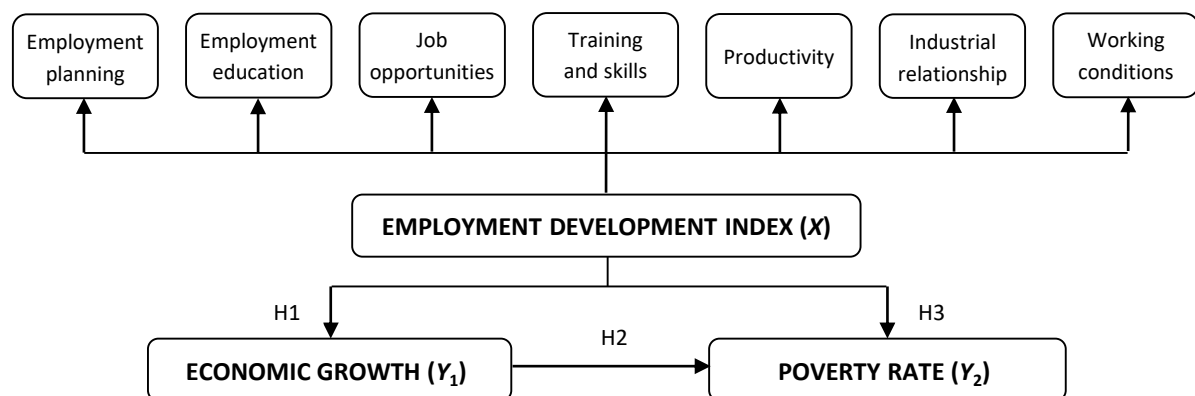 Employment
planning
Employment
education
Job
opportunities
Training
and skills
Productivity
Industrial
relationship
Working
conditions
EMPLOYMENT DEVELOPMENT INDEX (X)
H1
H2
H3
ECONOMIC GROWTH (Y₁)
POVERTY RATE (Y₂)